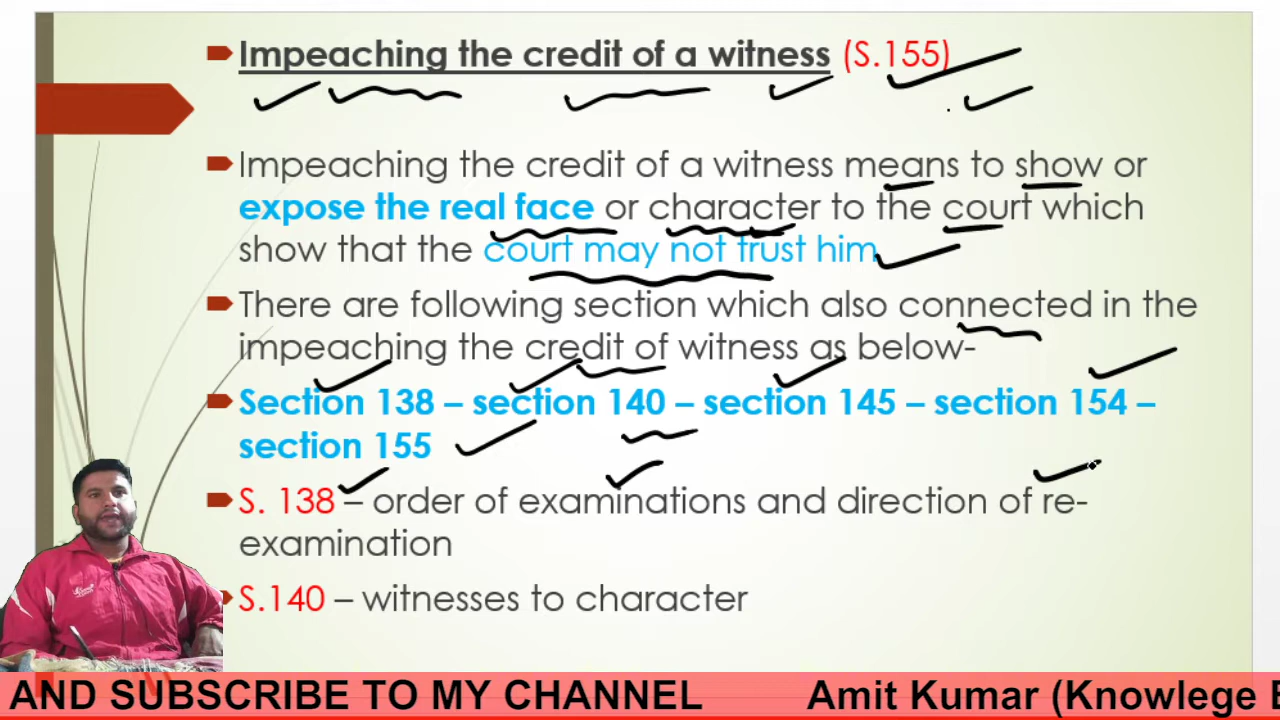 Impeaching the credit of a witness (S.155)
Impeaching the credit of a witness means to show or
expose the real face or character to the court which
show that the court may not trust him
There are following section which also connected in the
impeaching the credit of witness as below-
Section 138 – section 140 – section 145 – section 154 –
section 155
S. 138 – order of examinations and direction of re-
examination
S.140 – witnesses to character
AND SUBSCRIBE TO MY CHANNEL Amit Kumar (Knowlege